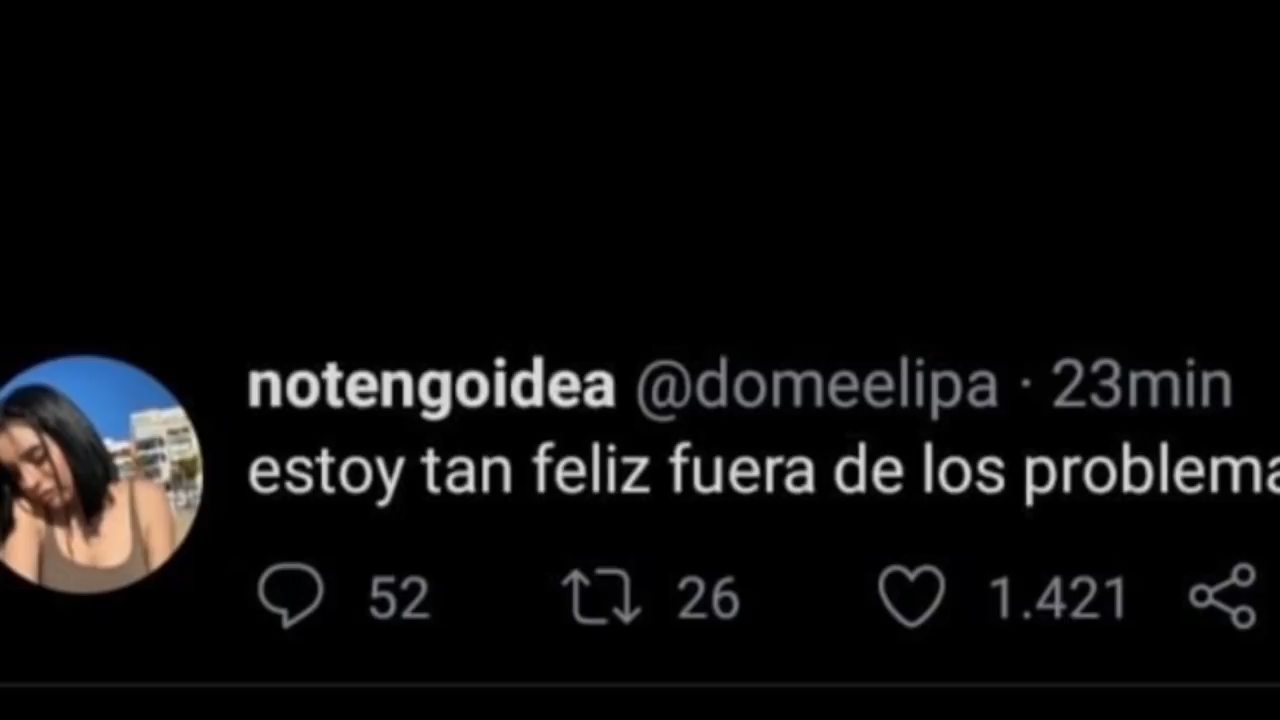 notengoidea @domeelipa · 23min
estoy tan feliz fuera de los problema
52 26 1.421